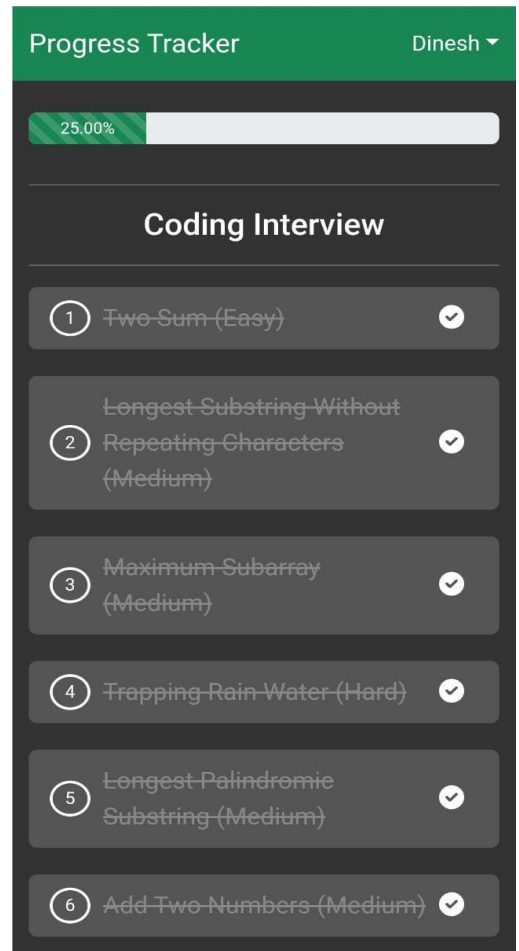 Progress Tracker Dinesh
25.00%
Coding Interview
1 Two Sum (Easy)
Longest Substring Without
2 Repeating Characters
(Medium)
3 Maximum Subarray
(Medium)
4 Trapping Rain Water (Hard)
5 Longest Palindromic
Substring (Medium)
6 Add Two Numbers (Medium)